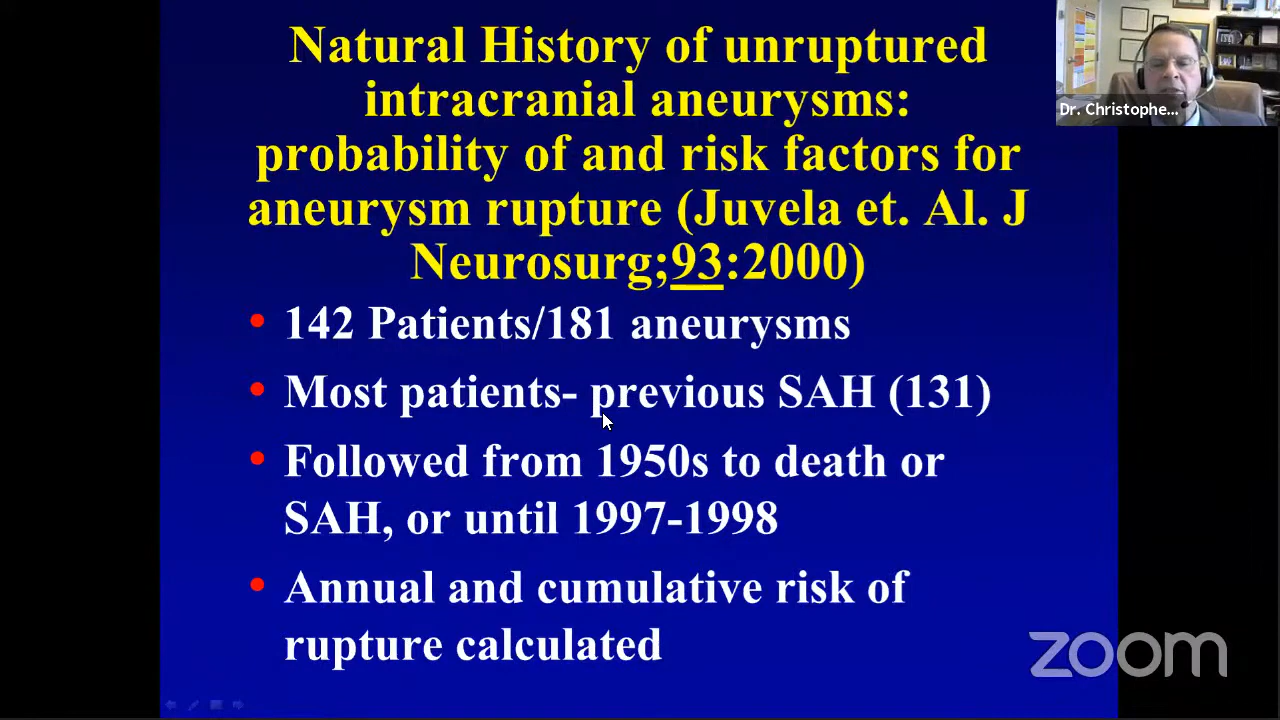 Natural History of unruptured
intracranial aneurysms:
probability of and risk factors for
aneurysm rupture (Juvela et. Al. J
Neurosurg;93:2000)
• 142 Patients/181 aneurysms
• Most patients- previous SAH (131)
• Followed from 1950s to death or
SAH, or until 1997-1998
• Annual and cumulative risk of
rupture calculated
Dr. Christophe...
zoom